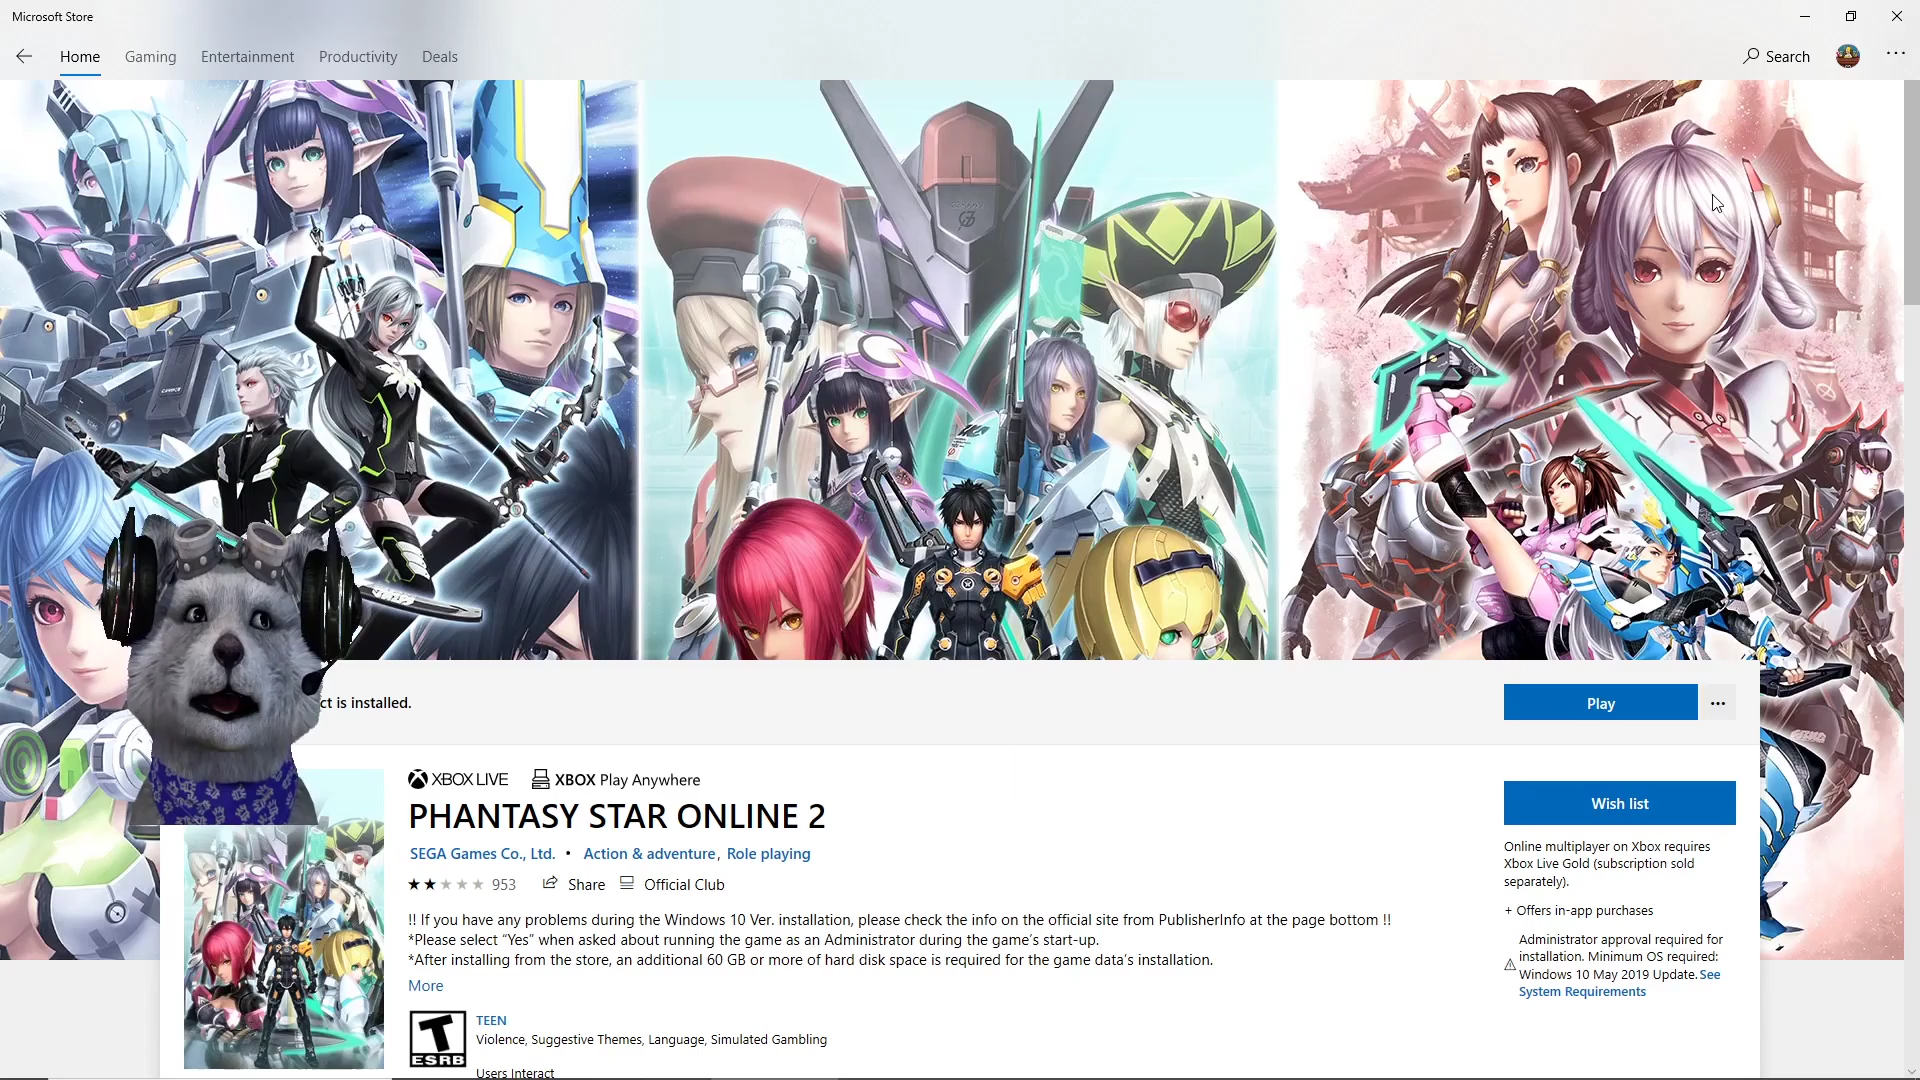 Microsoft Store
Home Gaming Entertainment Productivity Deals
Search
ct is installed.
Play
XBOX LIVE XBOX Play Anywhere
PHANTASY STAR ONLINE 2
SEGA Games Co., Ltd. • Action & adventure, Role playing
953 Share Official Club
!! If you have any problems during the Windows 10 Ver. installation, please check the info on the official site from PublisherInfo at the page bottom !!
*Please select “Yes” when asked about running the game as an Administrator during the game’s start-up.
*After installing from the store, an additional 60 GB or more of hard disk space is required for the game data’s installation.
More
T
ESRB
TEEN
Violence, Suggestive Themes, Language, Simulated Gambling
Users Interact
Wish list
Online multiplayer on Xbox requires
Xbox Live Gold (subscription sold
separately).
+ Offers in-app purchases
Administrator approval required for
installation. Minimum OS required:
Windows 10 May 2019 Update. See
System Requirements